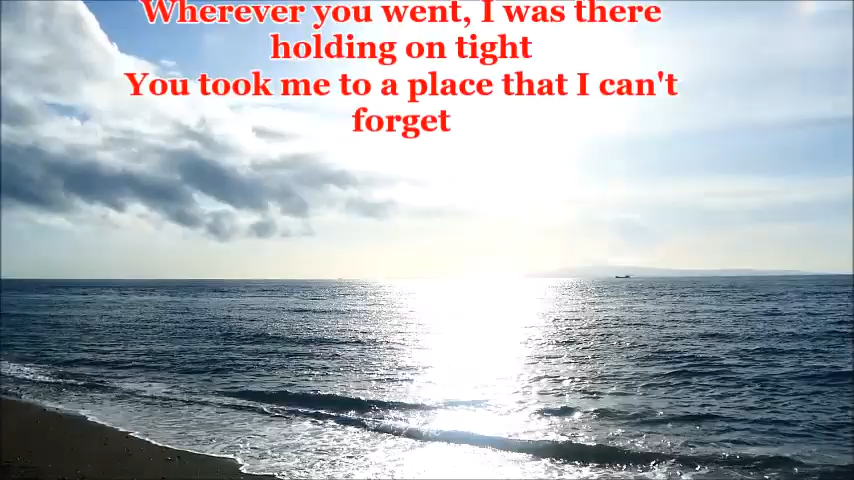 Wherever you went, I was there
holding on tight
You took me to a place that I can't
forget